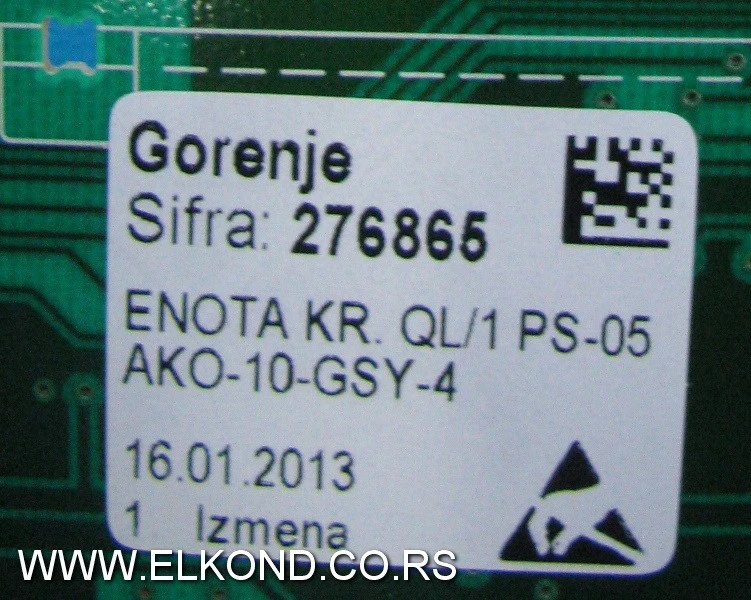 Gorenje
Sifra: 276865
ENOTA KR. QL/1 PS-05
AKO-10-GSY-4
16.01.2013
1. Izmena
WWW.ELKOND.CO.RS